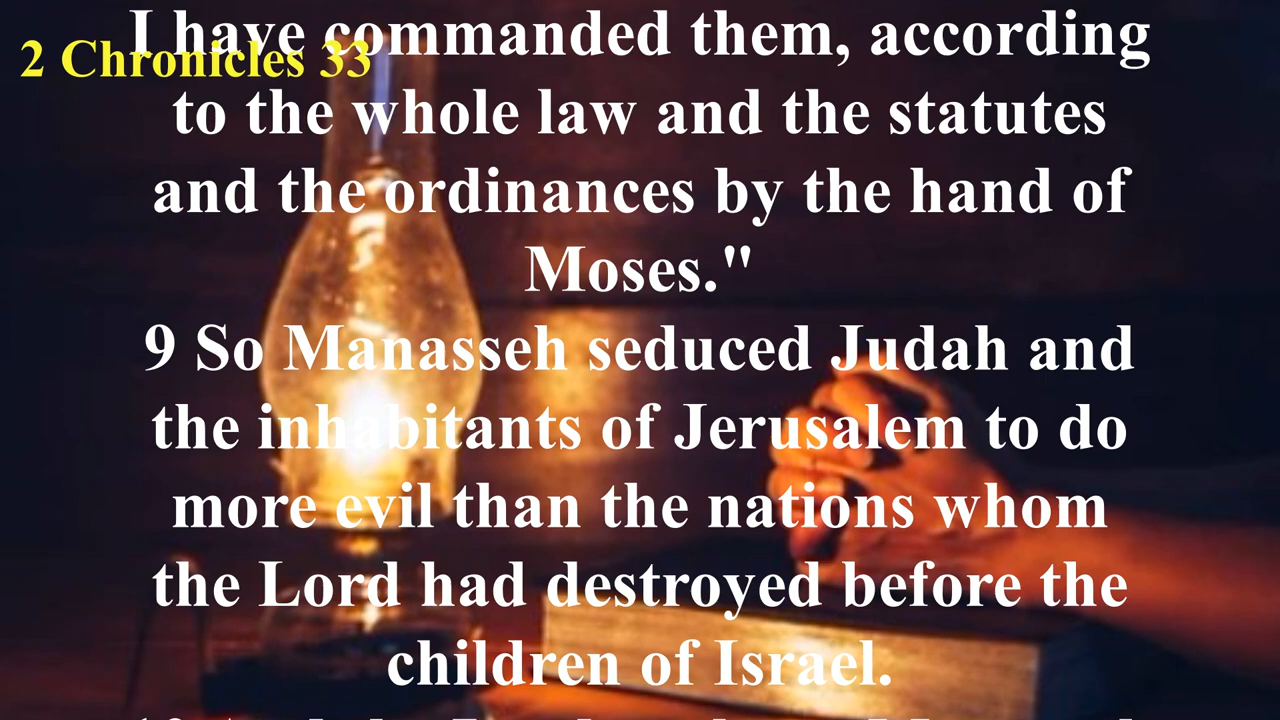 2 Chronicles 33
I have commanded them, according
to the whole law and the statutes
and the ordinances by the hand of
Moses."
9 So Manasseh seduced Judah and
the inhabitants of Jerusalem to do
more evil than the nations whom
the Lord had destroyed before the
children of Israel.